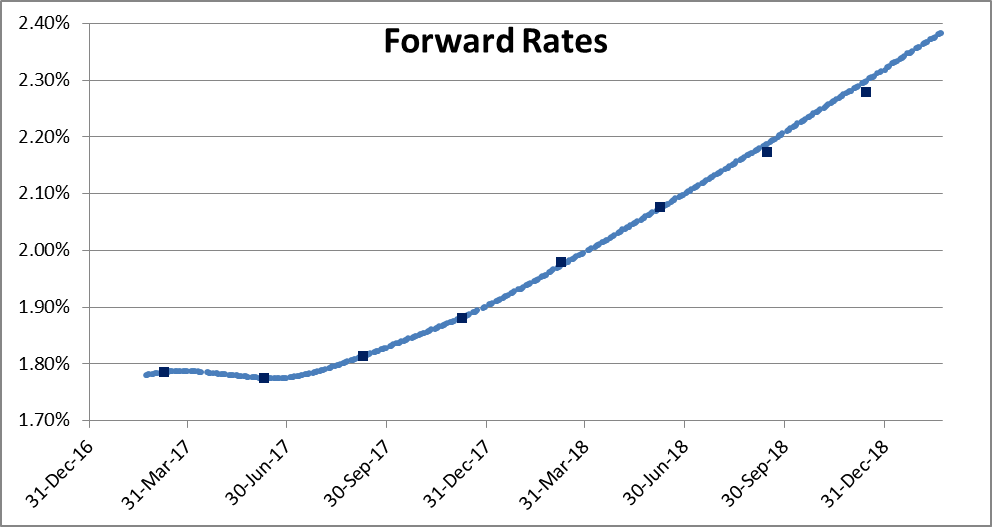 Forward Rates
2.40%
2.30%
2.20%
2.10%
2.00%
1.90%
1.80%
1.70%
31-Dec-16
31-Mar-17
30-Jun-17
30-Sep-17
31-Dec-17
31-Mar-18
30-Jun-18
30-Sep-18
31-Dec-18